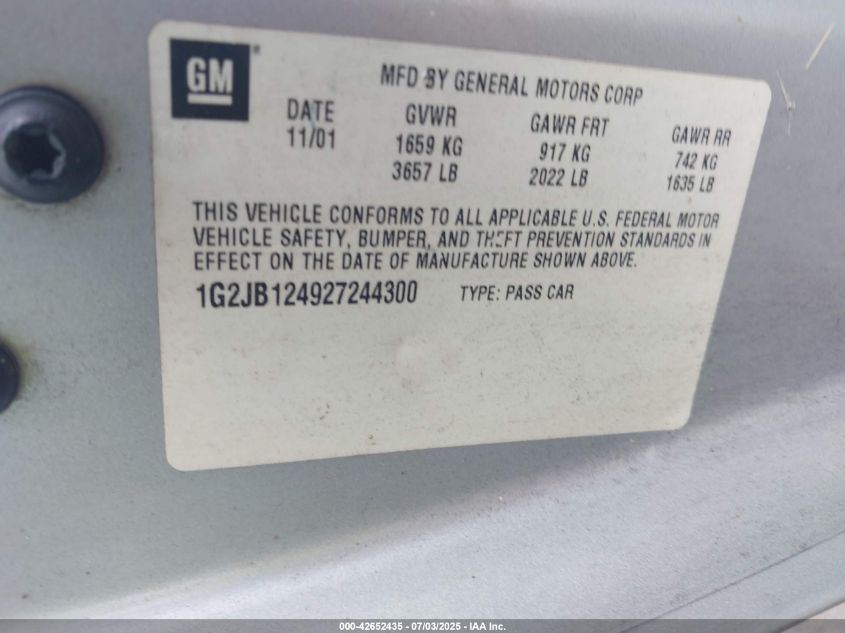 GM
MFD BY GENERAL MOTORS CORP
DATE GVWR GAWR FRT GAWR RR
11/01 1659 KG 917 KG 742 KG
3657 LB 2022 LB 1635 LB
THIS VEHICLE CONFORMS TO ALL APPLICABLE U.S. FEDERAL MOTOR
VEHICLE SAFETY, BUMPER, AND THEFT PREVENTION STANDARDS IN
EFFECT ON THE DATE OF MANUFACTURE SHOWN ABOVE.
1G2JB124927244300 TYPE: PASS CAR
000-42652435 - 07/03/2025 - IAA Inc.